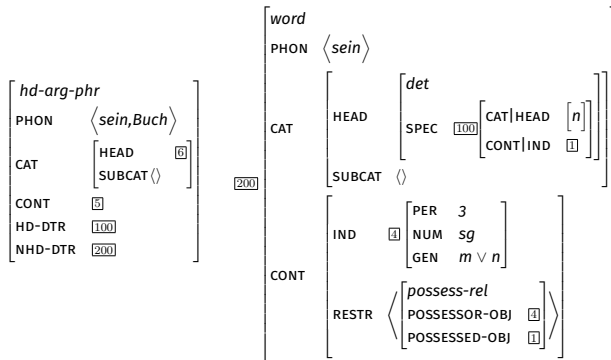 hd-arg-phr
PHON ⟨sein,Buch⟩
CAT [HEAD 6
SUBCAT⟨⟩]
CONT 5
HD-DTR 100
NHD-DTR 200
200
word
PHON ⟨sein⟩
CAT
HEAD
det
SPEC 100 [CAT|HEAD [n]
CONT|IND 1]
SUBCAT ⟨⟩
CONT
IND 4 [PER 3
NUM sg
GEN m ∨ n]
RESTR ⟨[possess-rel
POSSESSOR-OBJ 4
POSSESSED-OBJ 1]⟩